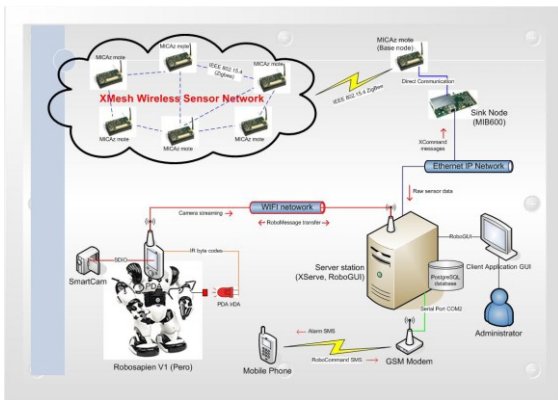 MICAz mote
MICAz mote
IEEE 802.15.4
(Zigbee)
MICAz mote
XMesh Wireless Sensor Network
MICAz mote
MICAz mote
MICAz mote
MICAz mote
(Base node)
Direct Communication
IEEE 802.15.4 ZigBee
Sink Node
(MIB600)
XCommand
messages
Ethernet IP Network
Raw sensor data
Camera streaming
WIFI netowork
RoboMessage transfer
SmartCam
SDIO
IR byte codes
PDA
PDA-IrDA
Robosapien V1 (Pero)
Server station
(XServe, RoboGUI)
RoboGUI
Client Application GUI
PostgreSQL
database
Serial Port COM2
Administrator
Alarm SMS
RoboCommand SMS
Mobile Phone
GSM Modem